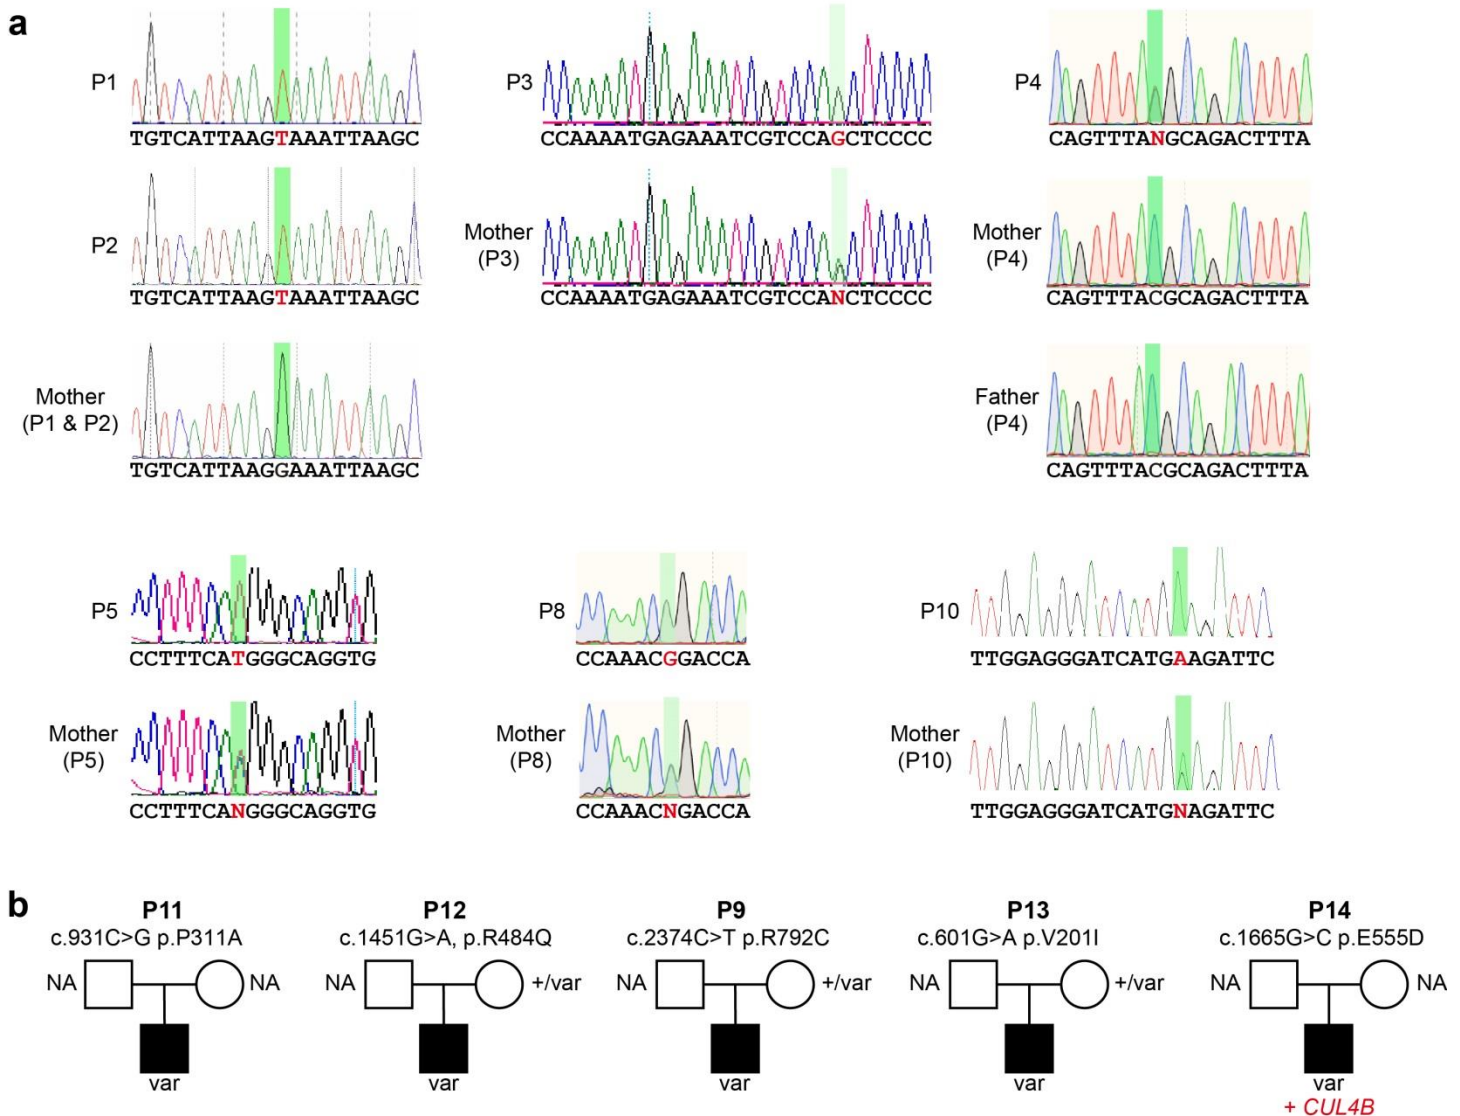 a
P1
TGTCATTAAGTAAATTAAGC
P3
CCAAAATGAGAAATCGTCCAGCTCCCC
P4
CAGTTTANGCAGACTTTA
P2
TGTCATTAAGTAAATTAAGC
Mother
(P3)
CCAAAATGAGAAATCGTCCANCTCCCC
Mother
(P4)
CAGTTTACGCAGACTTTA
Mother
(P1 & P2)
TGTCATTAAGGAAATTAAGC
Father
(P4)
CAGTTTACGCAGACTTTA
P5
CCTTTCATGGGCAGGTG
P8
CCAAACGGACCA
P10
TTGGAGGGATCATGAAGATTC
Mother
(P5)
CCTTTCANGGGCAGGTG
Mother
(P8)
CCAAACNGACCA
Mother
(P10)
TTGGAGGGATCATGNAGATTC
b
P11
c.931C>G p.P311A
NA
NA
var
P12
c.1451G>A, p.R484Q
NA
+/var
var
P9
c.2374C>T p.R792C
NA
+/var
var
P13
c.601G>A p.V201I
NA
+/var
var
P14
c.1665G>C p.E555D
NA
NA
var
+ CUL4B